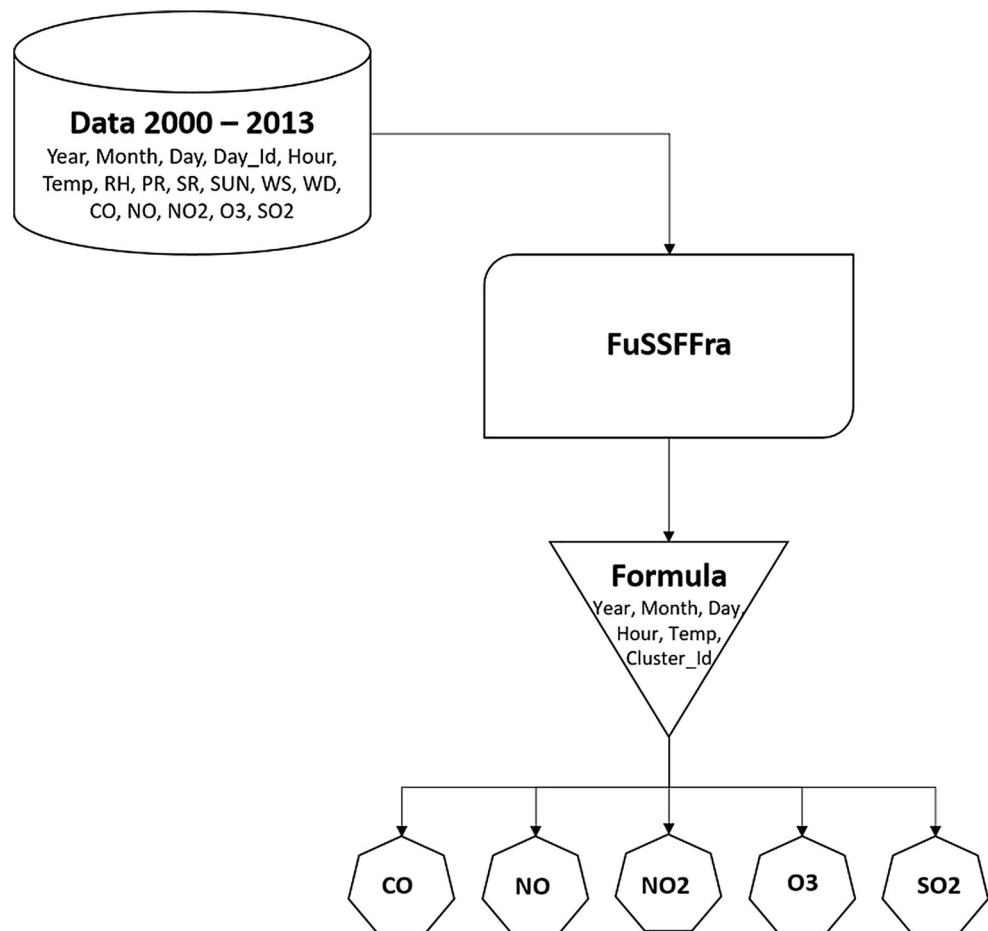 Data 2000 – 2013
Year, Month, Day, Day_Id, Hour,
Temp, RH, PR, SR, SUN, WS, WD,
CO, NO, NO2, O3, SO2
FuSSFFra
Formula
Year, Month, Day,
Hour, Temp,
Cluster_Id
CO NO NO2 O3 SO2